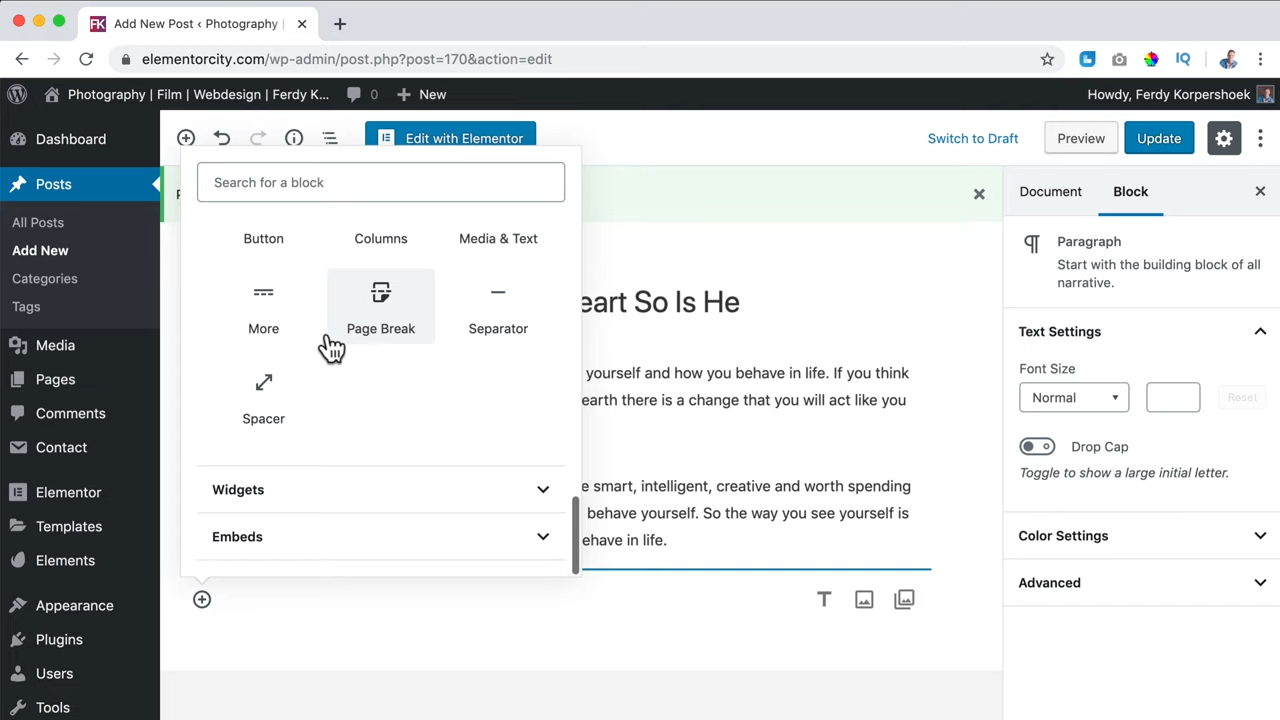 FK Add New Post ‹ Photography |
elementorcity.com/wp-admin/post.php?post=170&action=edit
IQ
Photography | Film | Webdesign | Ferdy K... 0 New
Howdy, Ferdy Korpershoek
Dashboard
Posts
All Posts
Add New
Categories
Tags
Media
Pages
Comments
Contact
Elementor
Templates
Elements
Appearance
Plugins
Users
Tools
Edit with Elementor
Switch to Draft
Preview
Update
Search for a block
Button
Columns
Media & Text
More
Page Break
Separator
Spacer
Widgets
Embeds
eart So Is He
yourself and how you behave in life. If you think
earth there is a change that you will act like you
e smart, intelligent, creative and worth spending
behave yourself. So the way you see yourself is
ehave in life.
Document
Block
Paragraph
Start with the building block of all
narrative.
Text Settings
Font Size
Normal
Reset
Drop Cap
Toggle to show a large initial letter.
Color Settings
Advanced